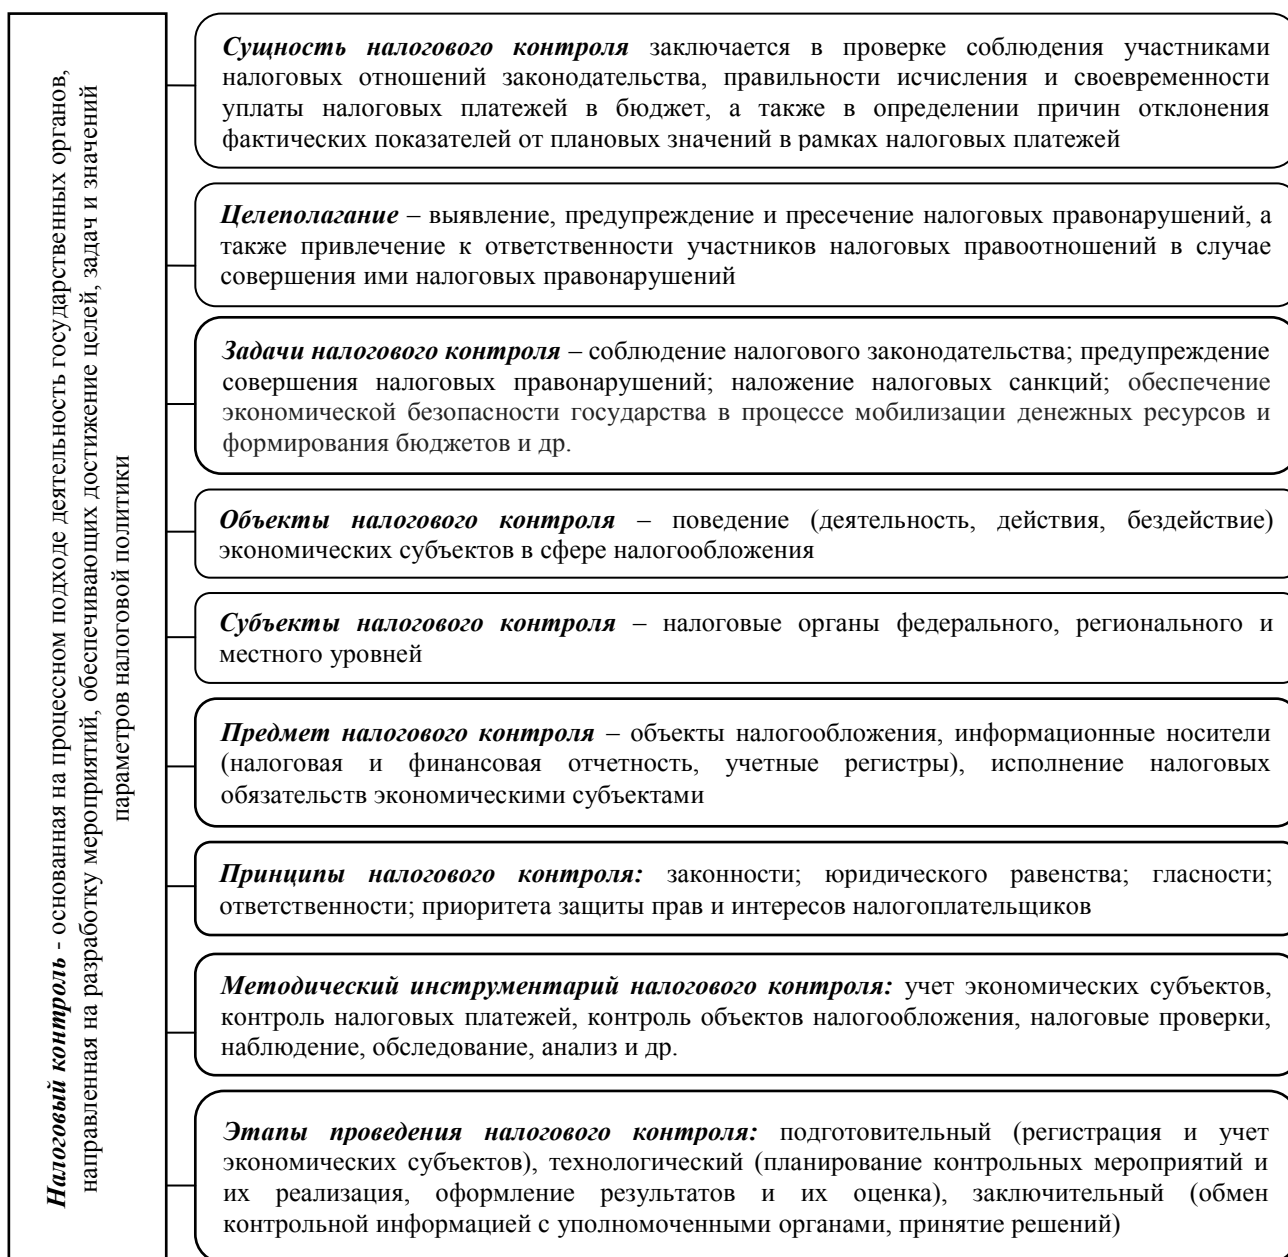 Налоговый контроль - основанная на процессном подходе деятельность государственных органов,
направленная на разработку мероприятий, обеспечивающих достижение целей, задач и значений
параметров налоговой политики
Сущность налогового контроля заключается в проверке соблюдения участниками
налоговых отношений законодательства, правильности исчисления и своевременности
уплаты налоговых платежей в бюджет, а также в определении причин отклонения
фактических показателей от плановых значений в рамках налоговых платежей
Целеполагание – выявление, предупреждение и пресечение налоговых правонарушений, а
также привлечение к ответственности участников налоговых правоотношений в случае
совершения ими налоговых правонарушений
Задачи налогового контроля – соблюдение налогового законодательства; предупреждение
совершения налоговых правонарушений; наложение налоговых санкций; обеспечение
экономической безопасности государства в процессе мобилизации денежных ресурсов и
формирования бюджетов и др.
Объекты налогового контроля – поведение (деятельность, действия, бездействие)
экономических субъектов в сфере налогообложения
Субъекты налогового контроля – налоговые органы федерального, регионального и
местного уровней
Предмет налогового контроля – объекты налогообложения, информационные носители
(налоговая и финансовая отчетность, учетные регистры), исполнение налоговых
обязательств экономическими субъектами
Принципы налогового контроля: законности; юридического равенства; гласности;
ответственности; приоритета защиты прав и интересов налогоплательщиков
Методический инструментарий налогового контроля: учет экономических субъектов,
контроль налоговых платежей, контроль объектов налогообложения, налоговые проверки,
наблюдение, обследование, анализ и др.
Этапы проведения налогового контроля: подготовительный (регистрация и учет
экономических субъектов), технологический (планирование контрольных мероприятий и
их реализация, оформление результатов и их оценка), заключительный (обмен
контрольной информацией с уполномоченными органами, принятие решений)